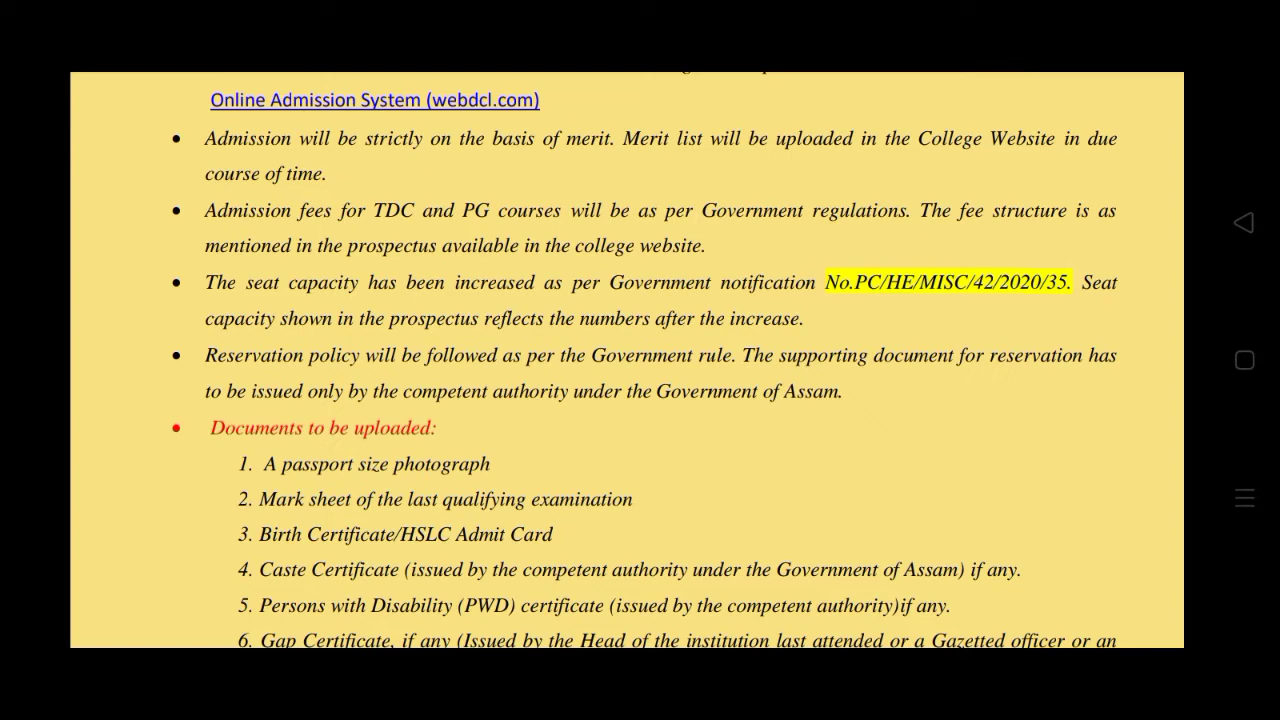 Online Admission System (webdcl.com)
• Admission will be strictly on the basis of merit. Merit list will be uploaded in the College Website in due
course of time.
• Admission fees for TDC and PG courses will be as per Government regulations. The fee structure is as
mentioned in the prospectus available in the college website.
• The seat capacity has been increased as per Government notification No.PC/HE/MISC/42/2020/35. Seat
capacity shown in the prospectus reflects the numbers after the increase.
• Reservation policy will be followed as per the Government rule. The supporting document for reservation has
to be issued only by the competent authority under the Government of Assam.
• Documents to be uploaded:
1. A passport size photograph
2. Mark sheet of the last qualifying examination
3. Birth Certificate/HSLC Admit Card
4. Caste Certificate (issued by the competent authority under the Government of Assam) if any.
5. Persons with Disability (PWD) certificate (issued by the competent authority)if any.
6. Gap Certificate, if any (Issued by the Head of the institution last attended or a Gazetted officer or an